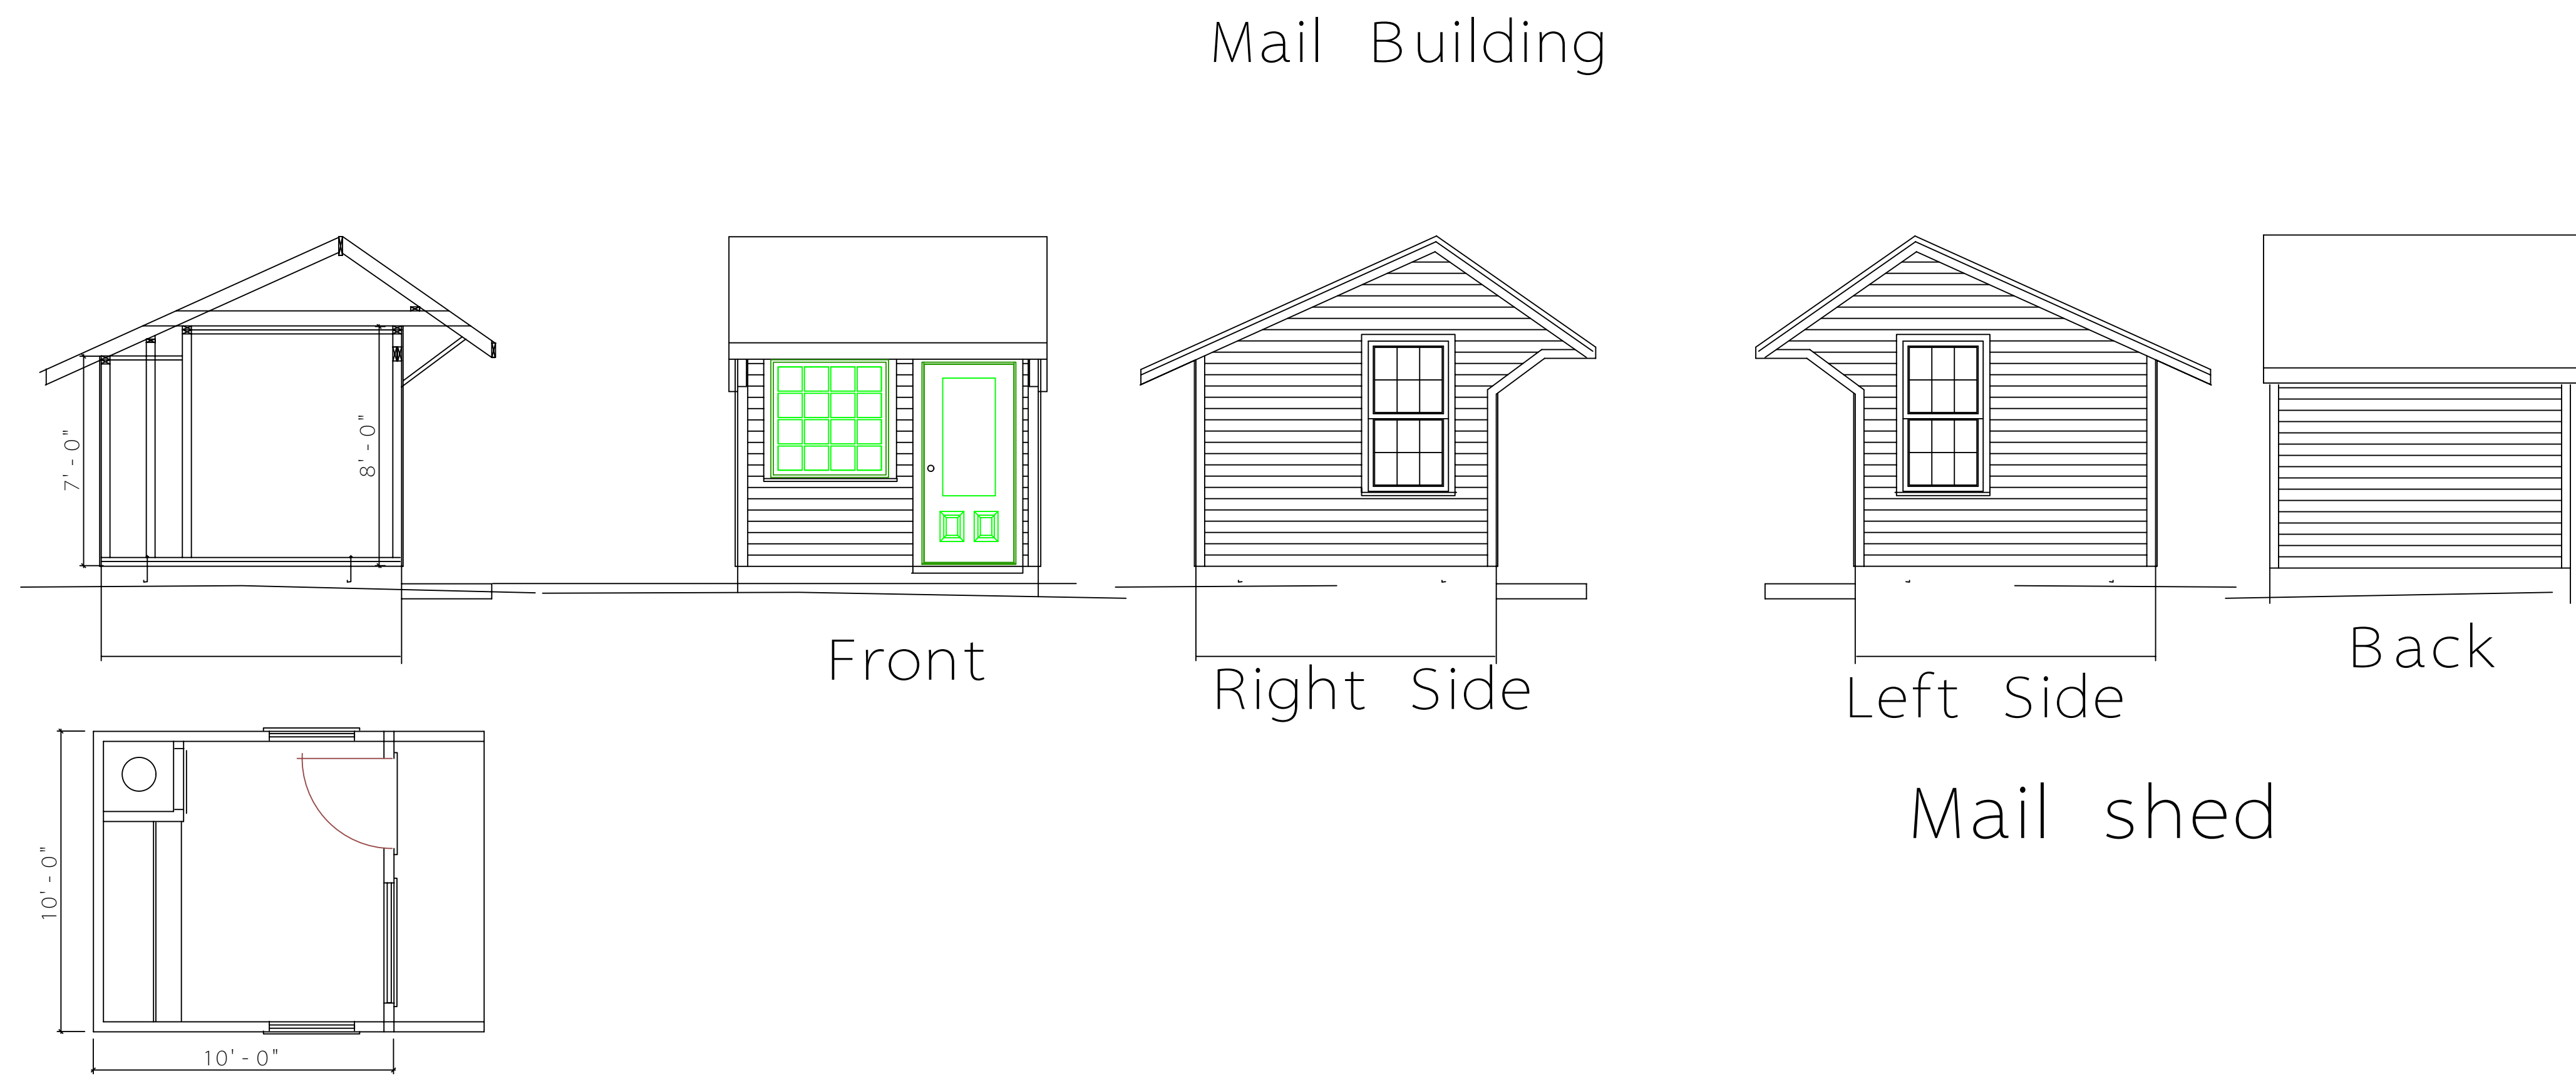 Mail Building
7'-0"
8'-0"
Front
Right Side
Left Side
Back
Mail shed
10'-0"
10'-0"